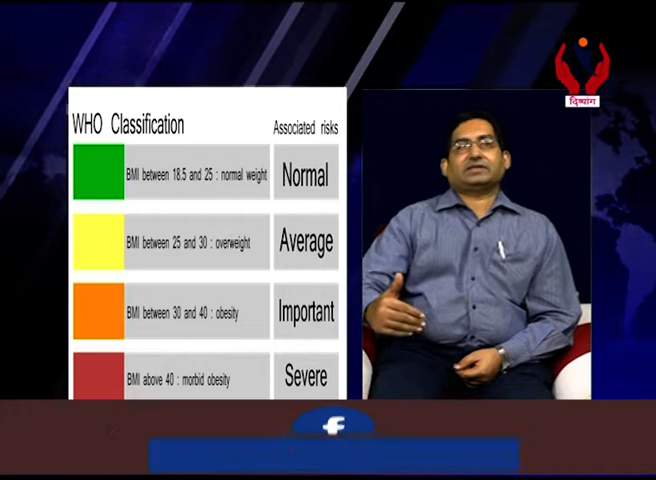 दिव्यांग
WHO Classification
Associated risks
BMI between 18.5 and 25 : normal weight
Normal
BMI between 25 and 30 : overweight
Average
BMI between 30 and 40 : obesity
Important
BMI above 40 : morbid obesity
Severe
f